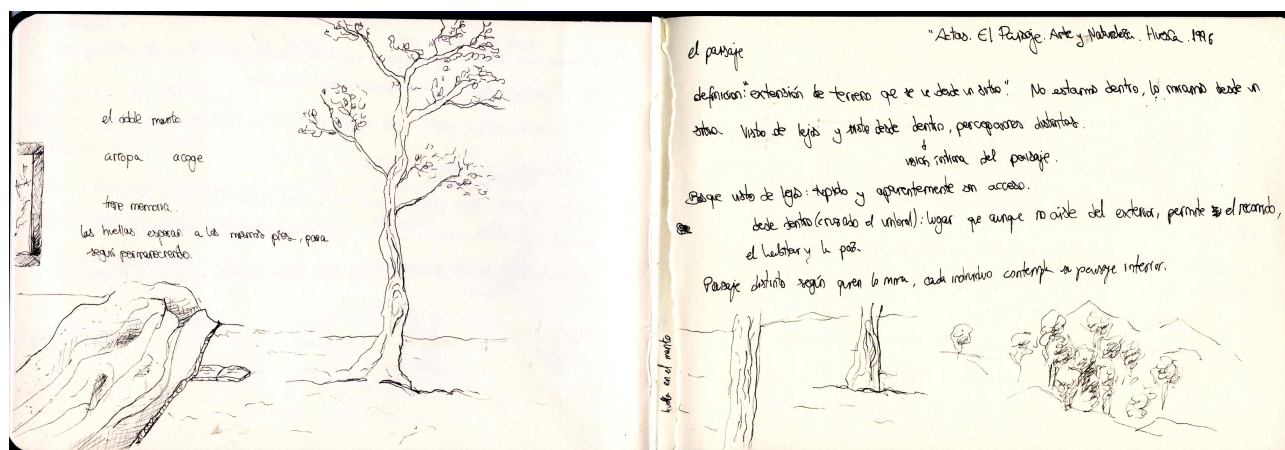 el doble manto
arropa acoge
tiene memoria.
las huellas esperan a los mismos pies, para
seguir permaneciendo.
"Actas. El Paisaje. Arte y Naturaleza. Huesca. 1996
el paisaje
definición: "extensión de terreno que se ve desde un sitio". No estamos dentro, lo miramos desde un
sitio. Visto de lejos y visto desde dentro, percepciones distintas.
visión íntima del paisaje.
Bosque visto de lejos: tupido y aparentemente sin acceso.
desde dentro (cruzado el umbral): lugar que aunque no aisle del exterior, permite el recorrido,
el habitar y la paz.
Paisaje distinto según quien lo mira, cada individuo contempla su paisaje interior.
huella en el manto